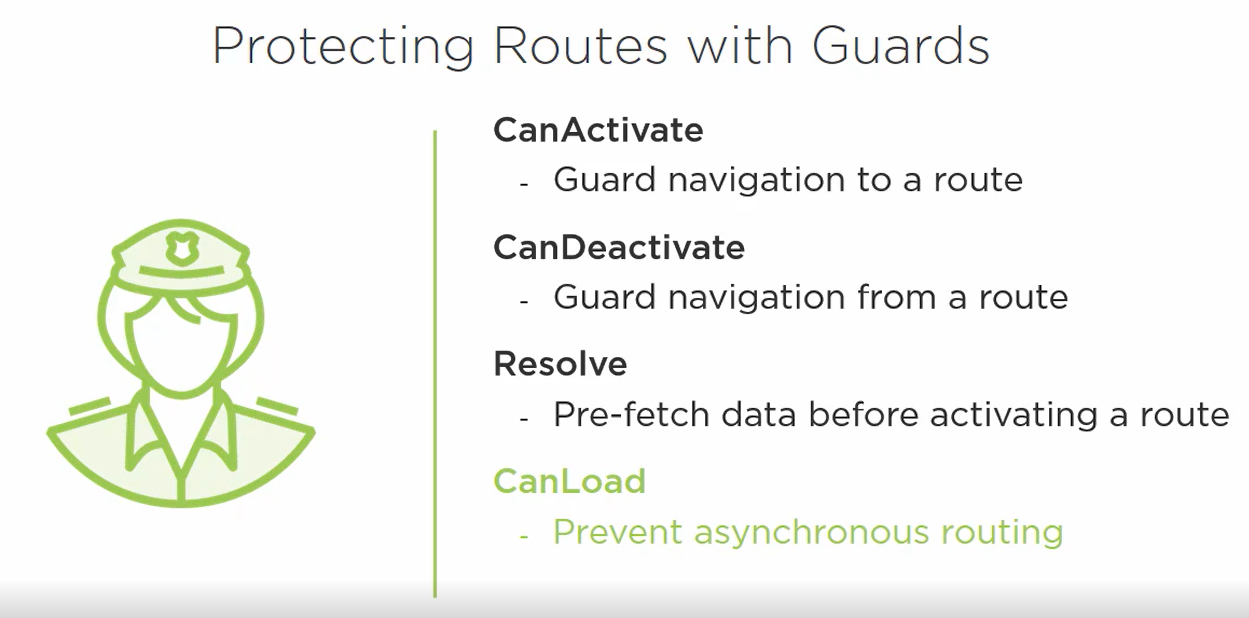 Protecting Routes with Guards
CanActivate
- Guard navigation to a route
CanDeactivate
- Guard navigation from a route
Resolve
- Pre-fetch data before activating a route
CanLoad
- Prevent asynchronous routing